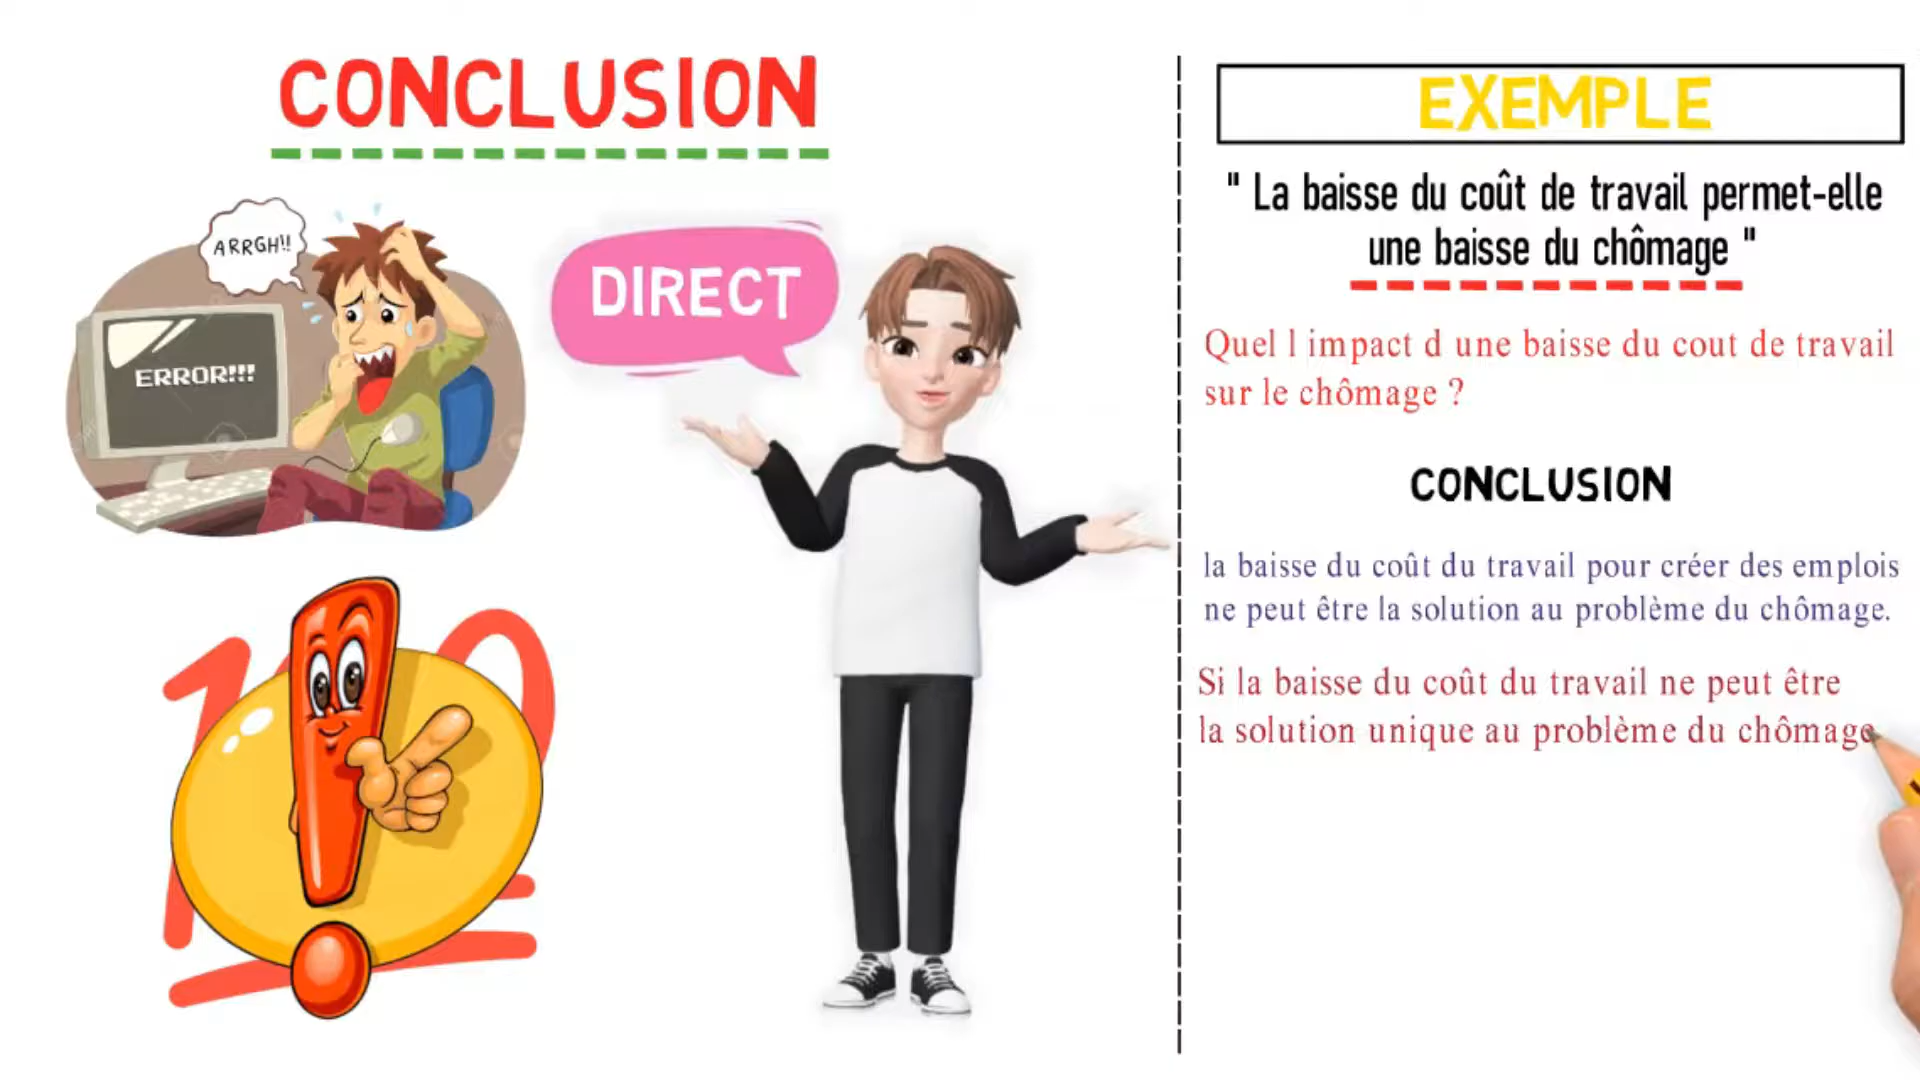 CONCLUSION
ARRGH!!
ERROR!!!
DIRECT
EXEMPLE
" La baisse du coût de travail permet-elle
une baisse du chômage "
Quel l impact d une baisse du cout de travail
sur le chômage ?
CONCLUSION
la baisse du coût du travail pour créer des emplois
ne peut être la solution au problème du chômage.
Si la baisse du coût du travail ne peut être
la solution unique au problème du chômage